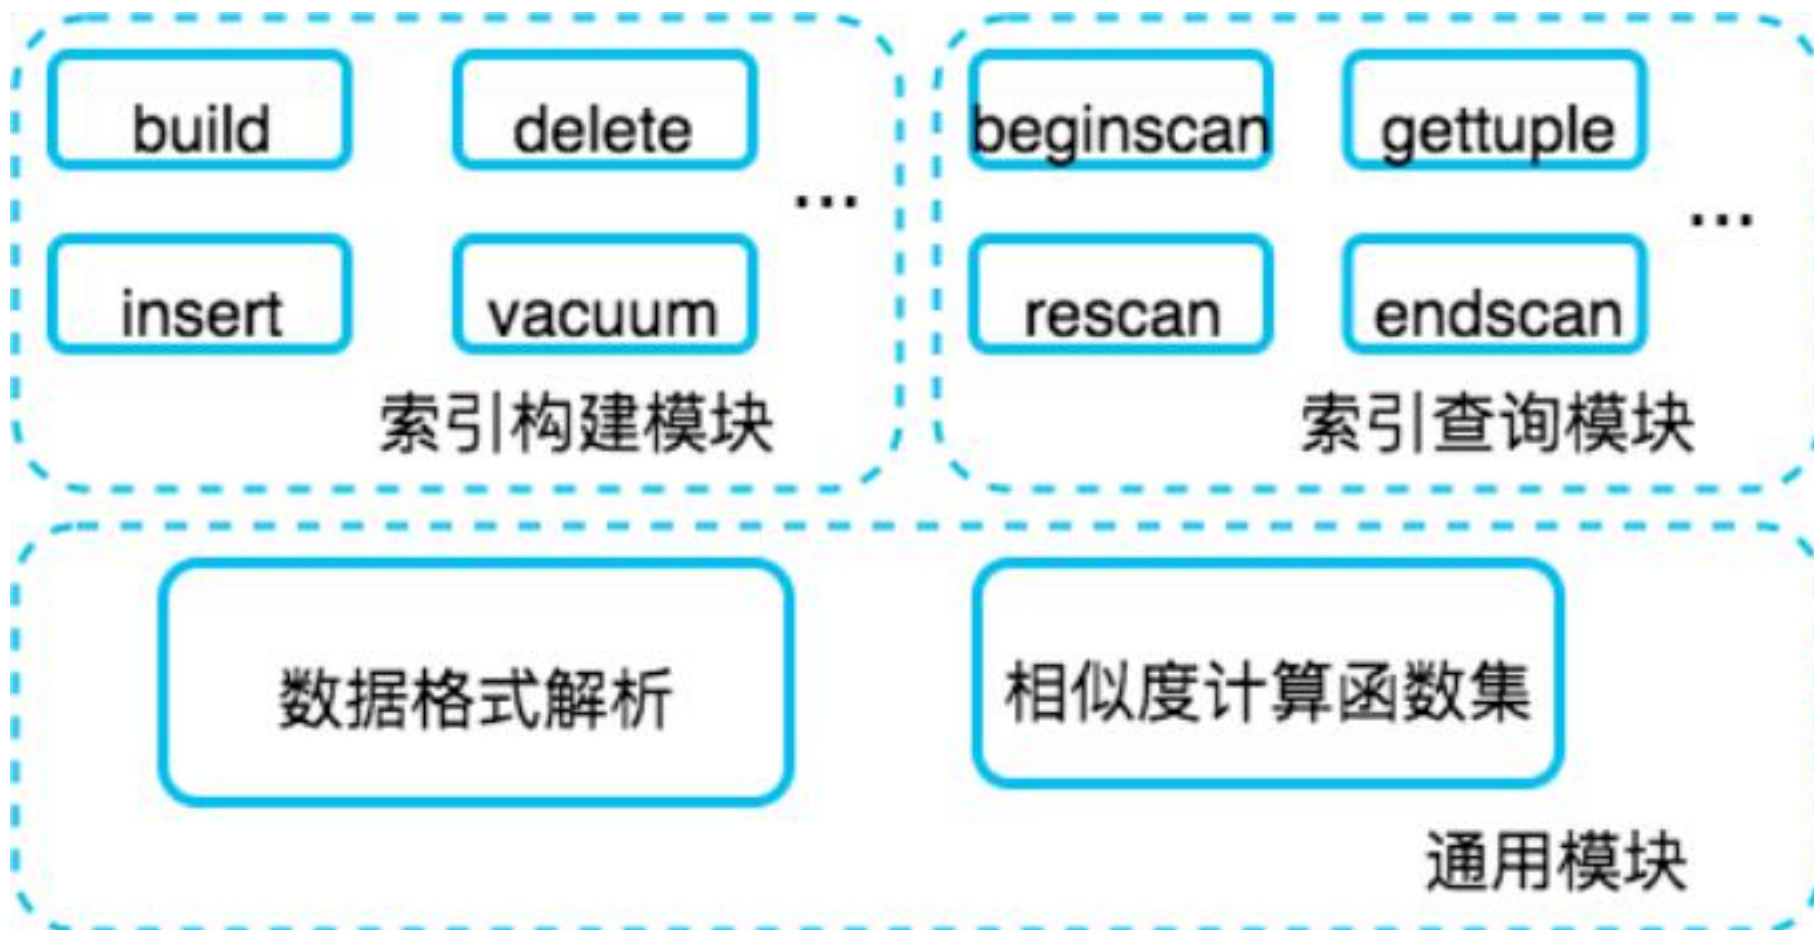 build
delete
beginscan
gettuple
...
...
insert
vacuum
rescan
endscan
索引构建模块
索引查询模块
数据格式解析
相似度计算函数集
通用模块